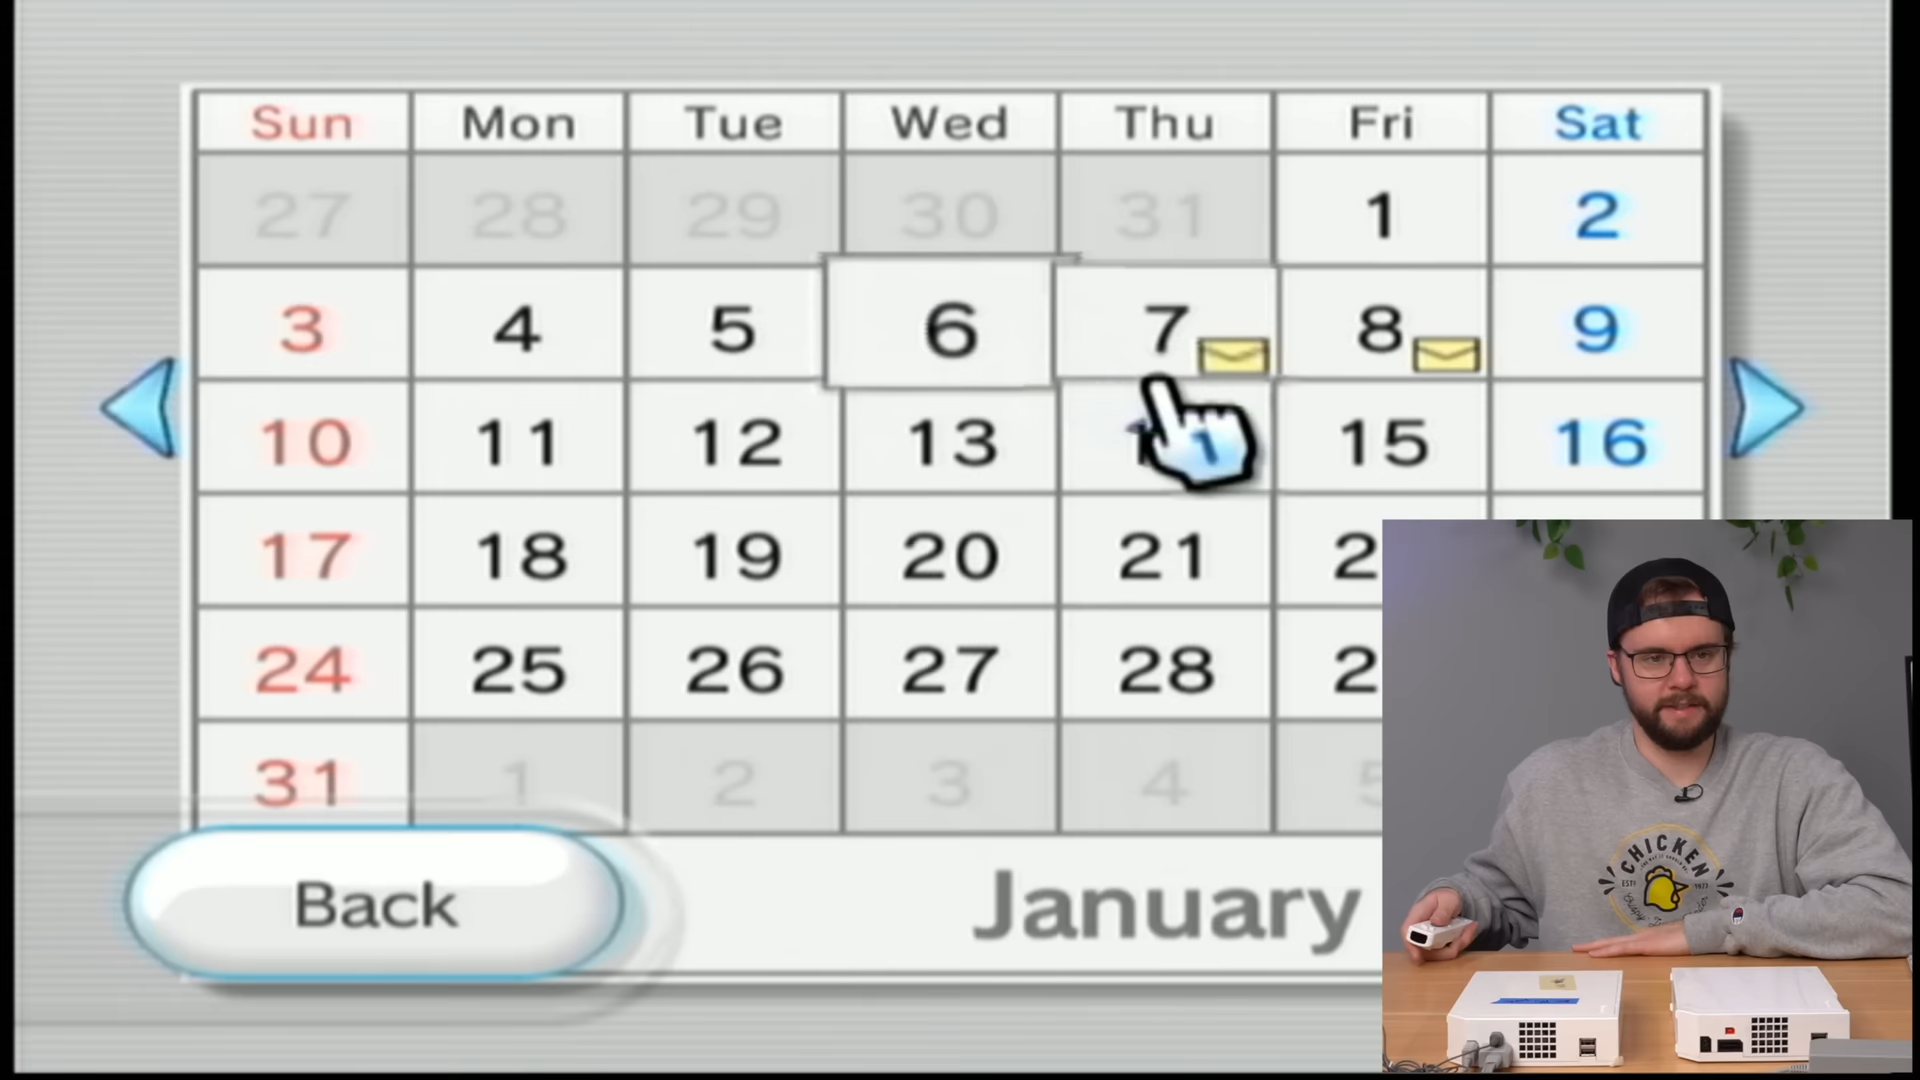 Sun Mon Tue Wed Thu Fri Sat
27 28 29 30 31 1 2
3 4 5 6 7 8 9
10 11 12 13 15 16
17 18 19 20 21
24 25 26 27 28
31 1 2 3 4
Back
January
CHICKEN
ESTD